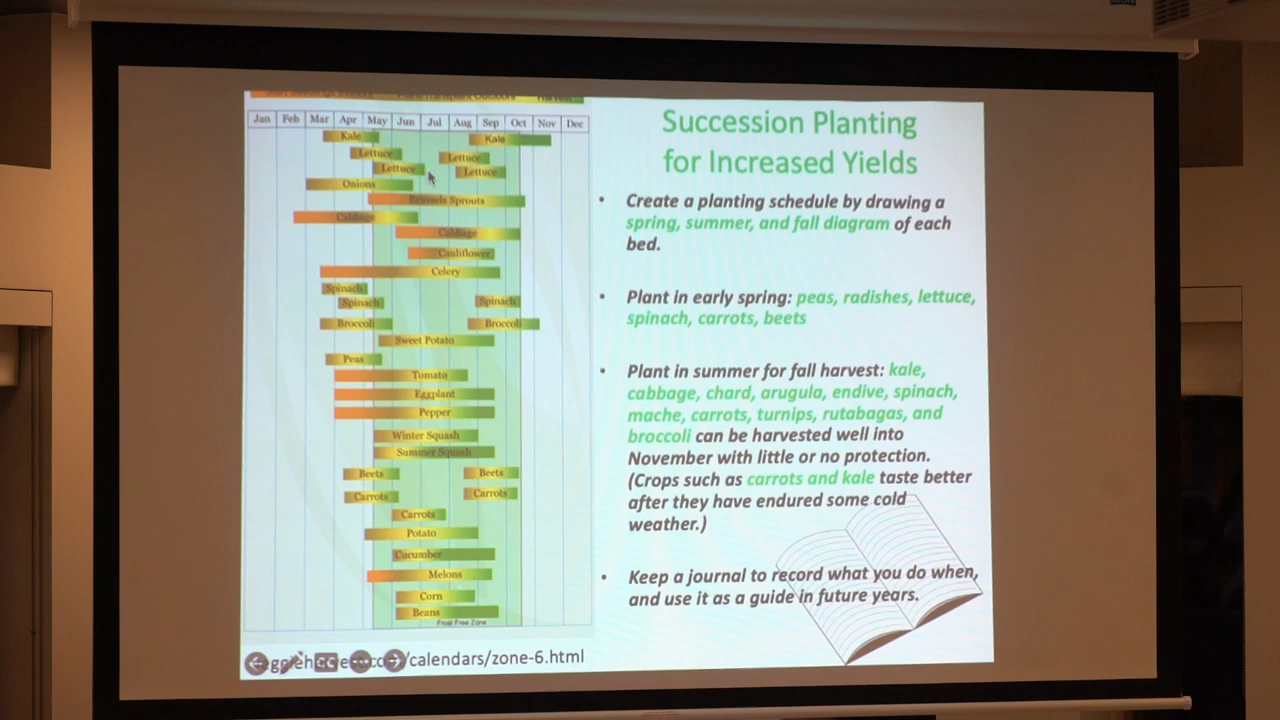 Jan Feb Mar Apr May Jun Jul Aug Sep Oct Nov Dec
Kale Kale
Lettuce Lettuce
Lettuce Lettuce
Onions
Brussels Sprouts
Cabbage
Cabbage
Cauliflower
Celery
Spinach
Spinach Spinach
Broccoli Broccoli
Sweet Potato
Peas
Tomato
Eggplant
Pepper
Winter Squash
Summer Squash
Beets Beets
Carrots Carrots
Carrots
Potato
Cucumber
Melons
Corn
Beans
Frost Free Zone
/calendars/zone-6.html
Succession Planting
for Increased Yields
• Create a planting schedule by drawing a
spring, summer, and fall diagram of each
bed.
• Plant in early spring: peas, radishes, lettuce,
spinach, carrots, beets
• Plant in summer for fall harvest: kale,
cabbage, chard, arugula, endive, spinach,
mache, carrots, turnips, rutabagas, and
broccoli can be harvested well into
November with little or no protection.
(Crops such as carrots and kale taste better
after they have endured some cold
weather.)
• Keep a journal to record what you do when,
and use it as a guide in future years.